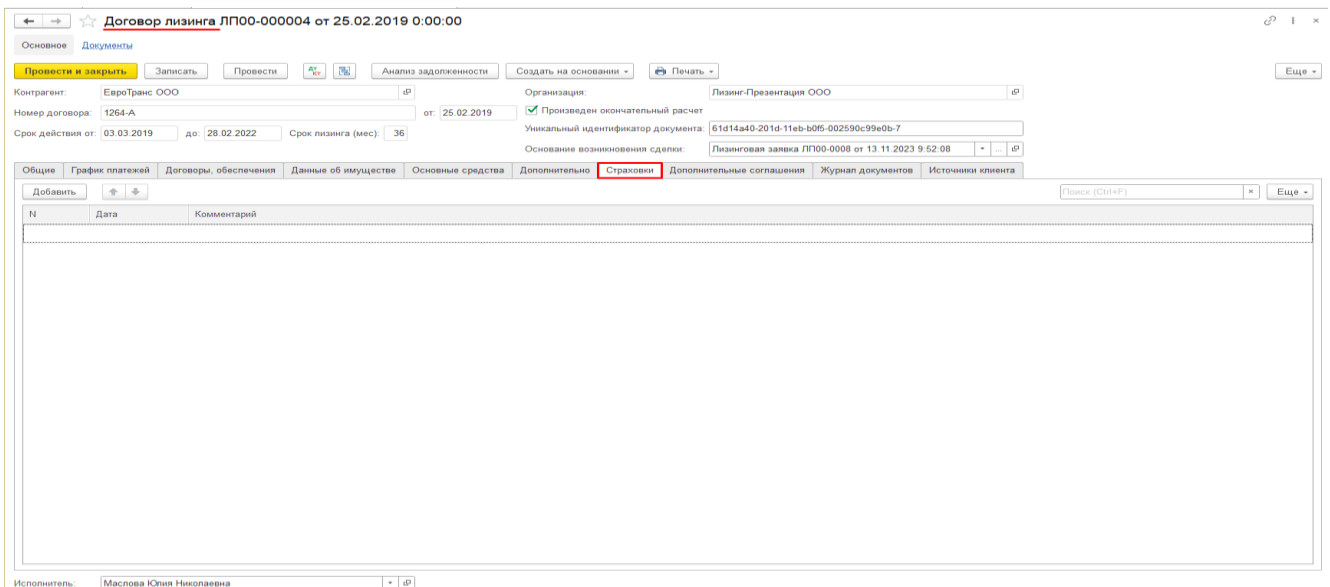 Договор лизинга ЛП00-000004 от 25.02.2019 0:00:00
Основное Документы
Провести и закрыть Записать Провести Анализ задолженности Создать на основании Печать Еще
Контрагент: ЕвроТранс ООО Организация: Лизинг-Презентация ООО
Номер договора: 1264-А от: 25.02.2019 Произведен окончательный расчет
Срок действия от: 03.03.2019 до: 28.02.2022 Срок лизинга (мес): 36 Уникальный идентификатор документа: 61d14a40-201d-11eb-b0f5-002590c99e0b-7
Основание возникновения сделки: Лизинговая заявка ЛП00-0008 от 13.11.2023 9:52:08
Общие График платежей Договоры, обеспечения Данные об имуществе Основные средства Дополнительно Страховки Дополнительные соглашения Журнал документов Источники клиента
Добавить Поиск (Ctrl+F) Еще
N Дата Комментарий
Исполнитель: Маслова Юлия Николаевна